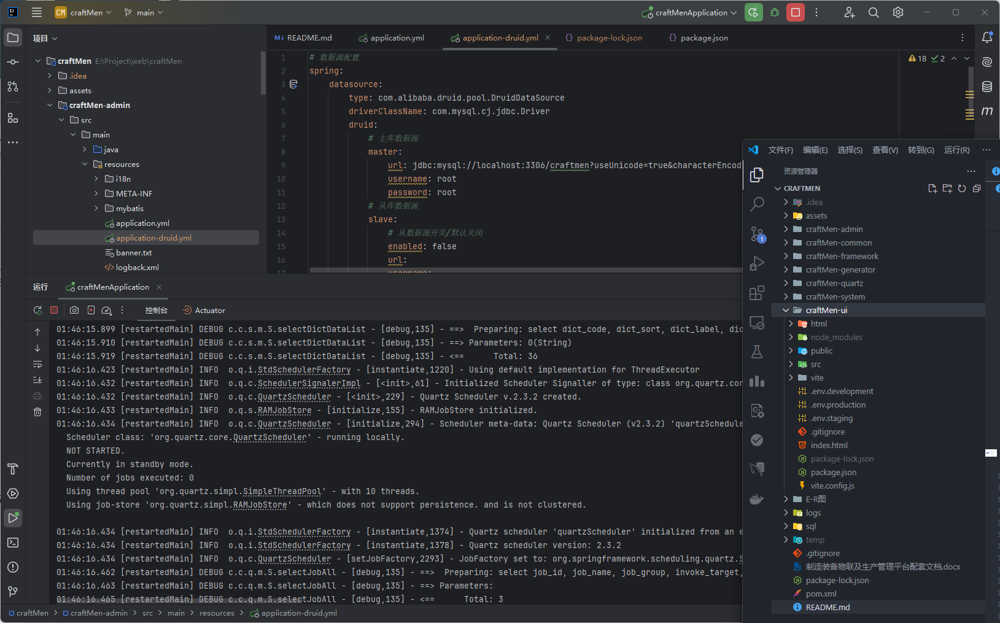 CM craftMen
main
craftMenApplication
项目
README.md
application.yml
application-druid.yml
package-lock.json
package.json
craftMen E:\Project\web\craftMen
.idea
assets
craftMen-admin
src
main
java
resources
i18n
META-INF
mybatis
application.yml
application-druid.yml
banner.txt
logback.xml
18 2
1 # 数据源配置
2 spring:
3 datasource:
4 type: com.alibaba.druid.pool.DruidDataSource
5 driverClassName: com.mysql.cj.jdbc.Driver
6 druid:
7 # 主库数据源
8 master:
9 url: jdbc:mysql://localhost:3306/craftmen?useUnicode=true&characterEncod
10 username: root
11 password: root
12 # 从库数据源
13 slave:
14 # 从数据源开关/默认关闭
15 enabled: false
16 url:
17 username:
运行
craftMenApplication
控制台
Actuator
01:46:15.899 [restartedMain] DEBUG c.c.s.m.S.selectDictDataList - [debug,135] - ==>  Preparing: select dict_code, dict_sort, dict_label, dic
01:46:15.910 [restartedMain] DEBUG c.c.s.m.S.selectDictDataList - [debug,135] - ==> Parameters: 0(String)
01:46:15.919 [restartedMain] DEBUG c.c.s.m.S.selectDictDataList - [debug,135] - <==      Total: 36
01:46:16.423 [restartedMain] INFO  o.q.i.StdSchedulerFactory - [instantiate,1220] - Using default implementation for ThreadExecutor
01:46:16.432 [restartedMain] INFO  o.q.c.SchedulerSignalerImpl - [<init>,61] - Initialized Scheduler Signaller of type: class org.quartz.cor
01:46:16.432 [restartedMain] INFO  o.q.c.QuartzScheduler - [<init>,229] - Quartz Scheduler v.2.3.2 created.
01:46:16.433 [restartedMain] INFO  o.q.s.RAMJobStore - [initialize,155] - RAMJobStore initialized.
01:46:16.434 [restartedMain] INFO  o.q.c.QuartzScheduler - [initialize,294] - Scheduler meta-data: Quartz Scheduler (v2.3.2) 'quartzSchedule
Scheduler class: 'org.quartz.core.QuartzScheduler' - running locally.
NOT STARTED.
Currently in standby mode.
Number of jobs executed: 0
Using thread pool 'org.quartz.simpl.SimpleThreadPool' - with 10 threads.
Using job-store 'org.quartz.simpl.RAMJobStore' - which does not support persistence. and is not clustered.
01:46:16.434 [restartedMain] INFO  o.q.i.StdSchedulerFactory - [instantiate,1374] - Quartz scheduler 'quartzScheduler' initialized from an e
01:46:16.434 [restartedMain] INFO  o.q.i.StdSchedulerFactory - [instantiate,1378] - Quartz scheduler version: 2.3.2
01:46:16.434 [restartedMain] INFO  o.q.c.QuartzScheduler - [setJobFactory,2293] - JobFactory set to: org.springframework.scheduling.quartz.S
01:46:16.462 [restartedMain] DEBUG c.c.q.m.S.selectJobAll - [debug,135] - ==>  Preparing: select job_id, job_name, job_group, invoke_target,
01:46:16.463 [restartedMain] DEBUG c.c.q.m.S.selectJobAll - [debug,135] - ==> Parameters:
01:46:16.465 [restartedMain] DEBUG c.c.q.m.S.selectJobAll - [debug,135] - <==      Total: 3
craftMen > craftMen-admin > src > main > resources > application-druid.yml
文件(F) 编辑(E) 选择(S) 查看(V) 转到(G) 运行(R) ···
资源管理器
CRAFTMEN
.idea
assets
craftMen-admin
1
craftMen-common
craftMen-framework
craftMen-generator
craftMen-quartz
craftMen-system
craftMen-ui
html
node_modules
public
src
vite
.env.development
.env.production
.env.staging
.gitignore
index.html
package-lock.json
package.json
vite.config.js
E-R图
logs
sql
temp
.gitignore
制造装备物联及生产管理平台配套文档.docx
package-lock.json
pom.xml
README.md